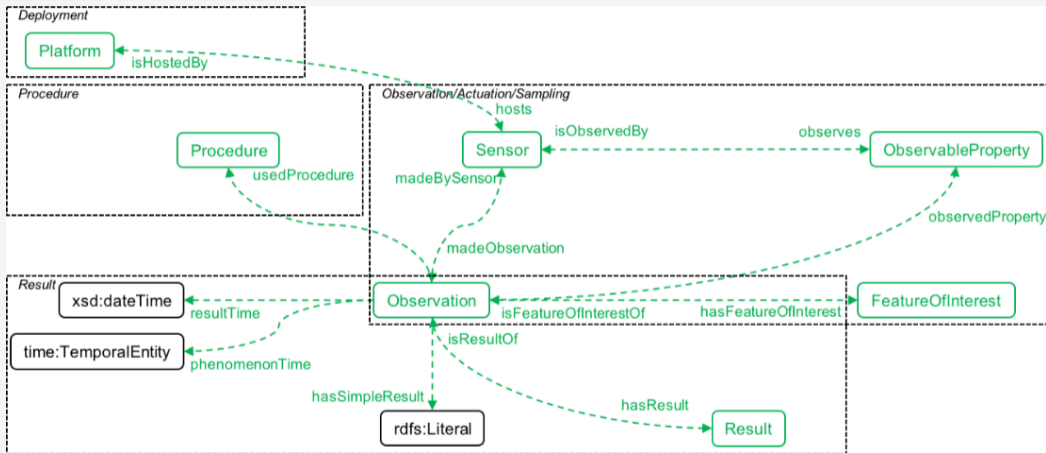 Deployment
Platform
isHostedBy
Procedure
Observation/Actuation/Sampling
hosts
Procedure
usedProcedure
Sensor
isObservedBy
observes
ObservableProperty
madeBySensor
observedProperty
madeObservation
Result
xsd:dateTime
resultTime
Observation
isFeatureOfInterestOf
hasFeatureOfInterest
FeatureOfInterest
time:TemporalEntity
phenomenonTime
isResultOf
hasSimpleResult
hasResult
rdfs:Literal
Result